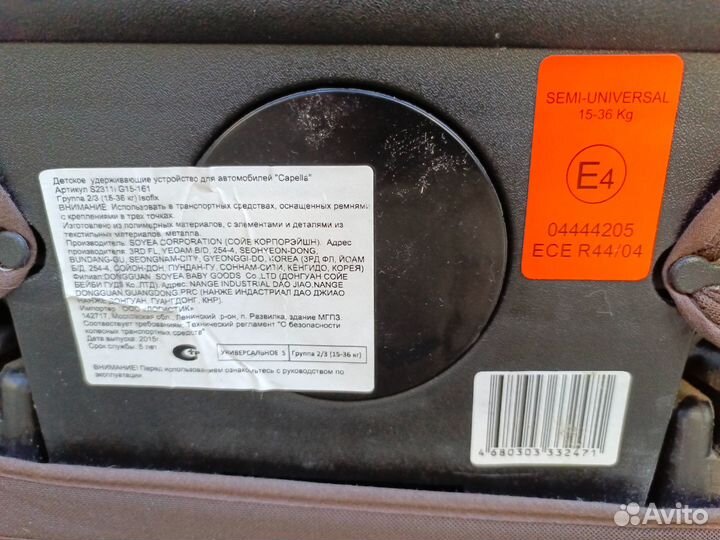 Детское удерживающие устройство для автомобилей "Capella"
Артикул S2311i G15-161
Группа 2/3 (15-36 кг) Isofix
ВНИМАНИЕ. Использовать в транспортных средствах, оснащенных ремнями
с креплениями в трех точках.
Изготовлено из полимерных материалов, с элементами и деталями из
текстильных материалов, металла.
Производитель: SOYEA CORPORATION (СОЙЕ КОРПОРЭЙШН). Адрес
производителя: 3RD FL, YEOAM B/D, 254-4, SEOHYEON-DONG,
BUNDANG-GU, SEONGNAM-CITY, GYEONGGI-DO, KOREA (3РД ФЛ, ЙОАМ
Б/Д, 254-4, СОЙОН-ДОН, ПУНДАН-ГУ, СОННАМ-СИТИ, КЁНГИДО, КОРЕЯ)
Филиал: DONGGUAN SOYEA BABY GOODS Co.,LTD (ДОНГУАН СОЙЕ
БЕЙБИ ГУДЗ Ко.,ЛТД). Адрес: NANGE INDUSTRIAL DAO JIAO.NANGE
DONGGUAN,GUANGDONG,PRC (НАНЖЕ ИНДАСТРИАЛ ДАО ДЖИАО
НАНЖЕ ДОНГУАН, ГУАНГДОНГ, КНР).
Импортер ООО "ЛОГИСТИК"
142717, Московская обл. Ленинский р-он, п. Развилка, здание МГПЗ.
Соответствует требованиям: Технический регламент "О безопасности
колесных транспортных средств"
Дата выпуска: 2015г.
Срок службы: 5 лет
УНИВЕРСАЛЬНОЕ S
Группа 2/3 (15-36 кг)
ВНИМАНИЕ! Перед использованием ознакомьтесь с руководством по
эксплуатации
SEMI-UNIVERSAL
15-36 Kg
E4
04444205
ECE R44/04
4 680303 332471
Avito